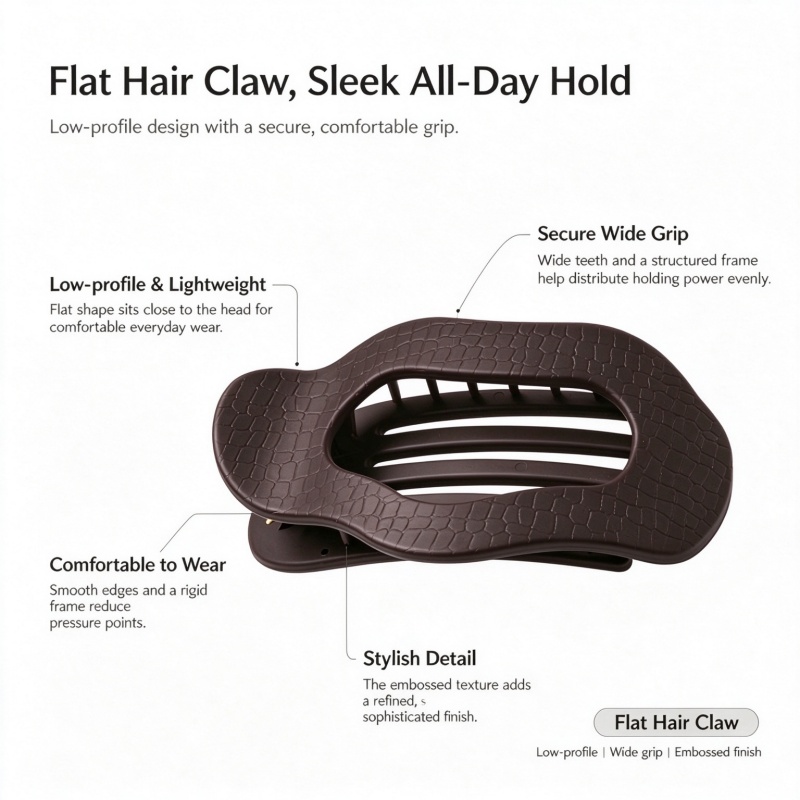 Flat Hair Claw, Sleek All-Day Hold
Low-profile design with a secure, comfortable grip.
Secure Wide Grip
Wide teeth and a structured frame
help distribute holding power evenly.
Low-profile & Lightweight
Flat shape sits close to the head for
comfortable everyday wear.
Comfortable to Wear
Smooth edges and a rigid
frame reduce
pressure points.
Stylish Detail
The embossed texture adds
a refined, s
sophisticated finish.
Flat Hair Claw
Low-profile | Wide grip | Embossed finish